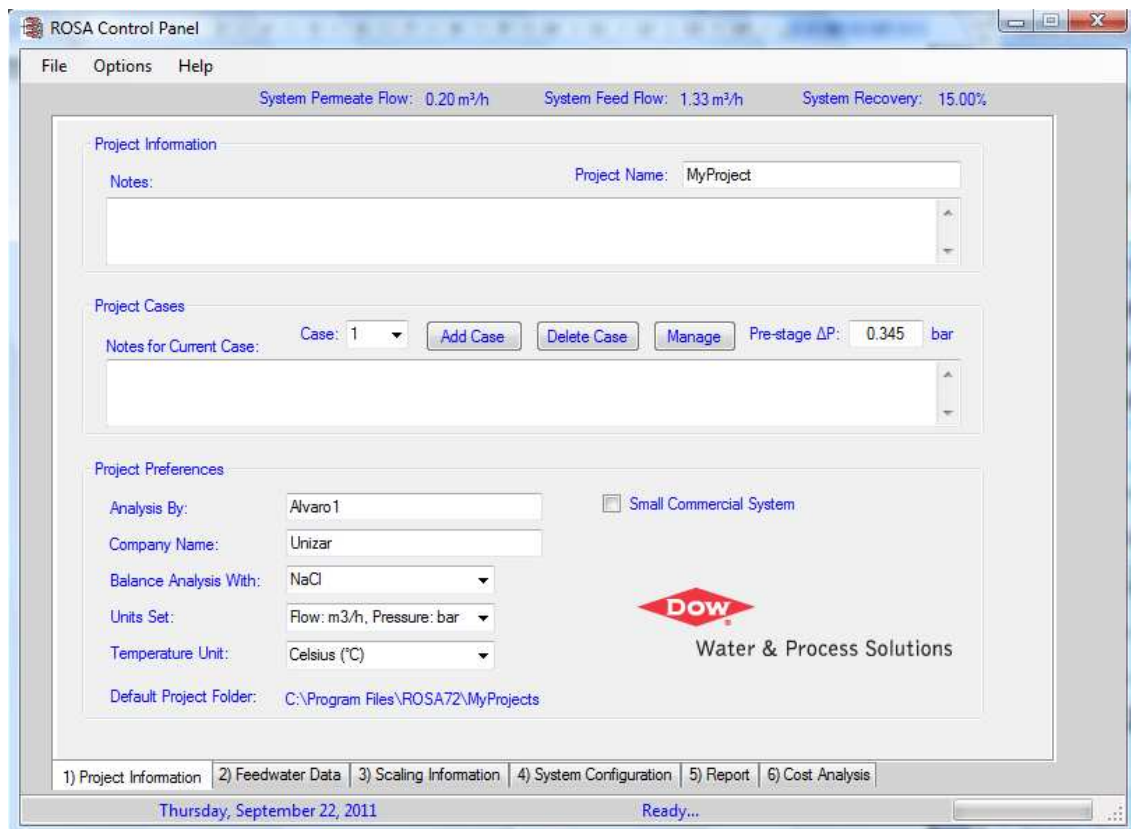 ROSA Control Panel
File Options Help
System Permeate Flow: 0.20 m³/h System Feed Flow: 1.33 m³/h System Recovery: 15.00%
Project Information
Notes: Project Name: MyProject
Project Cases
Notes for Current Case: Case: 1 Add Case Delete Case Manage Pre-stage ΔP: 0.345 bar
Project Preferences
Analysis By: Alvaro1 Small Commercial System
Company Name: Unizar
Balance Analysis With: NaCl
Units Set: Flow: m3/h, Pressure: bar
DOW
Temperature Unit: Celsius (°C)
Water & Process Solutions
Default Project Folder: C:\Program Files\ROSA72\MyProjects
1) Project Information 2) Feedwater Data 3) Scaling Information 4) System Configuration 5) Report 6) Cost Analysis
Thursday, September 22, 2011 Ready...